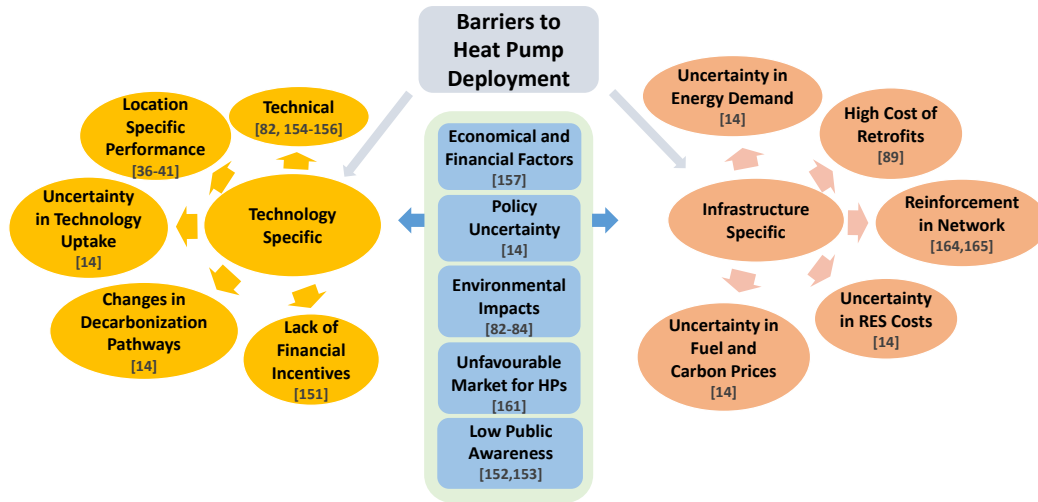 Barriers to
Heat Pump
Deployment
Technical
[82, 154-156]
Location
Specific
Performance
[36-41]
Uncertainty
in Technology
Uptake
[14]
Changes in
Decarbonization
Pathways
[14]
Lack of
Financial
Incentives
[151]
Technology
Specific
Economical and
Financial Factors
[157]
Policy
Uncertainty
[14]
Environmental
Impacts
[82-84]
Unfavourable
Market for HPs
[161]
Low Public
Awareness
[152,153]
Infrastructure
Specific
Uncertainty in
Energy Demand
[14]
High Cost of
Retrofits
[89]
Reinforcement
in Network
[164,165]
Uncertainty
in RES Costs
[14]
Uncertainty in
Fuel and
Carbon Prices
[14]